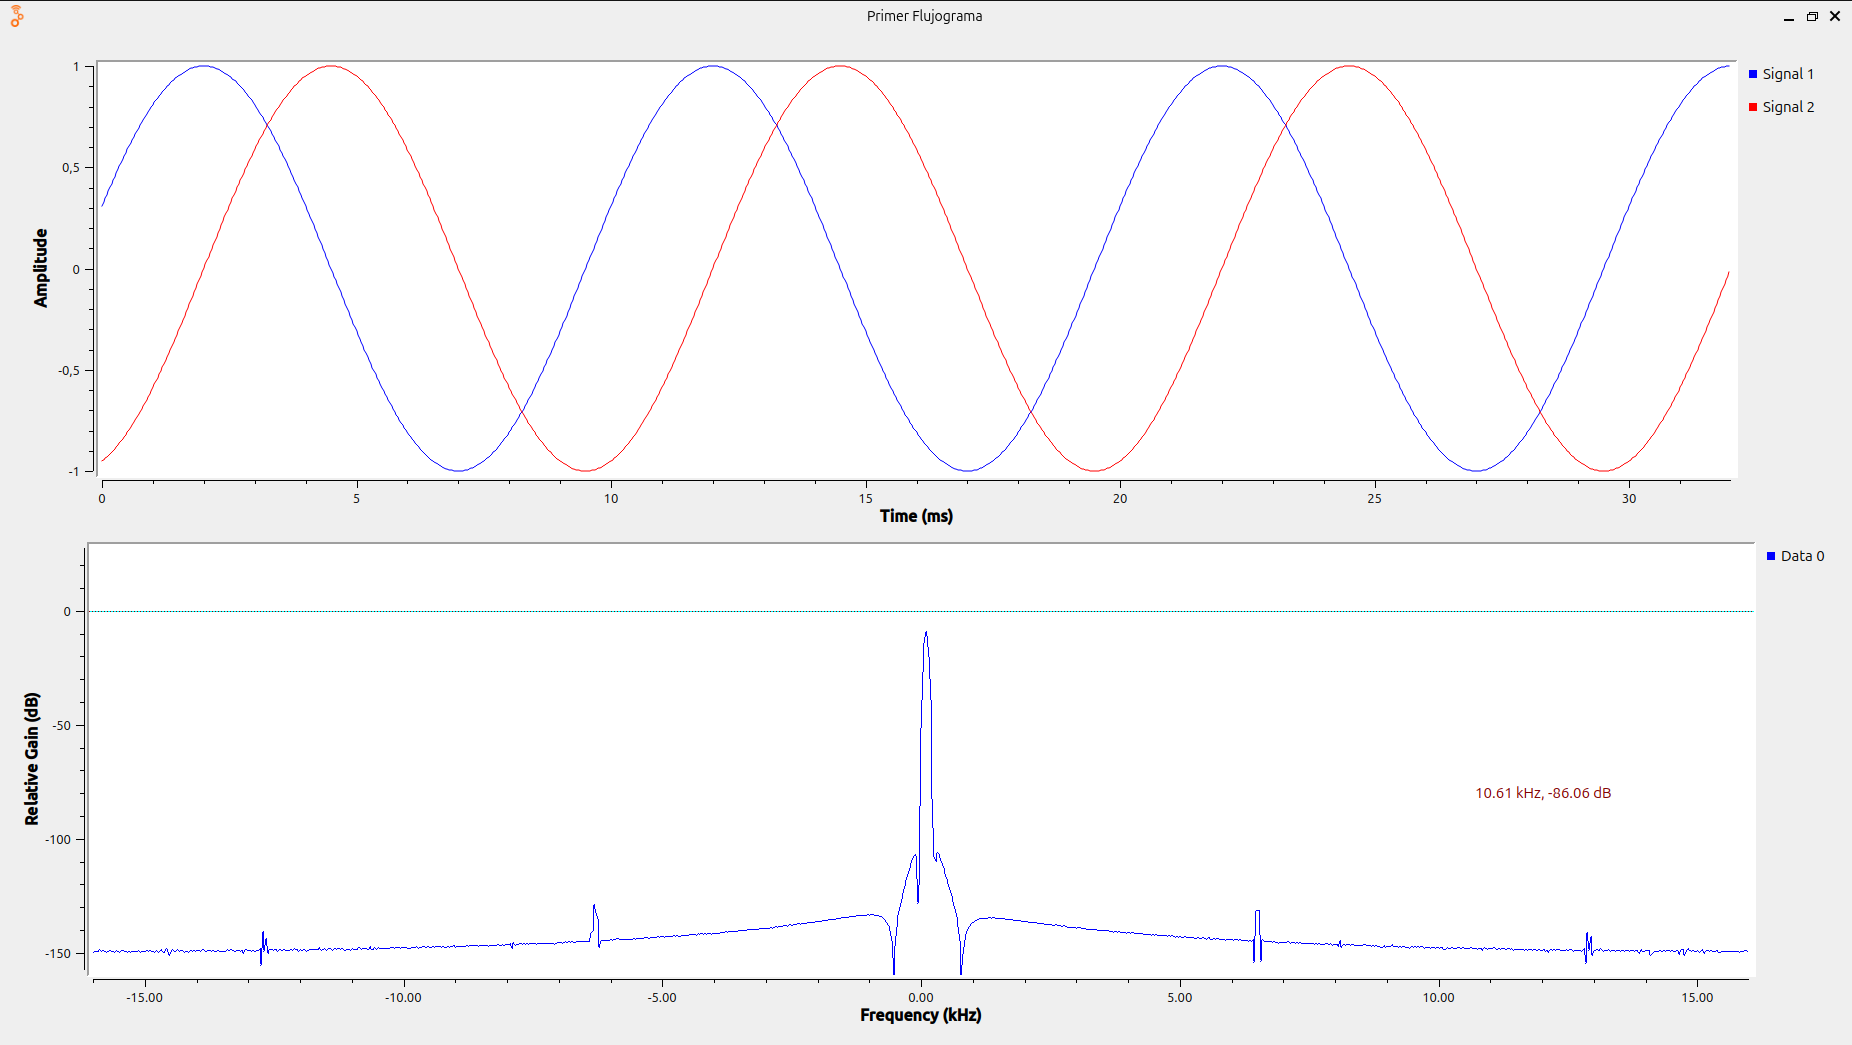 Primer Flujograma
Signal 1
Signal 2
Amplitude
1
0,5
0
-0,5
-1
0 5 10 15 20 25 30
Time (ms)
Data 0
Relative Gain (dB)
0
-50
-100
-150
10.61 kHz, -86.06 dB
-15.00 -10.00 -5.00 0.00 5.00 10.00 15.00
Frequency (kHz)